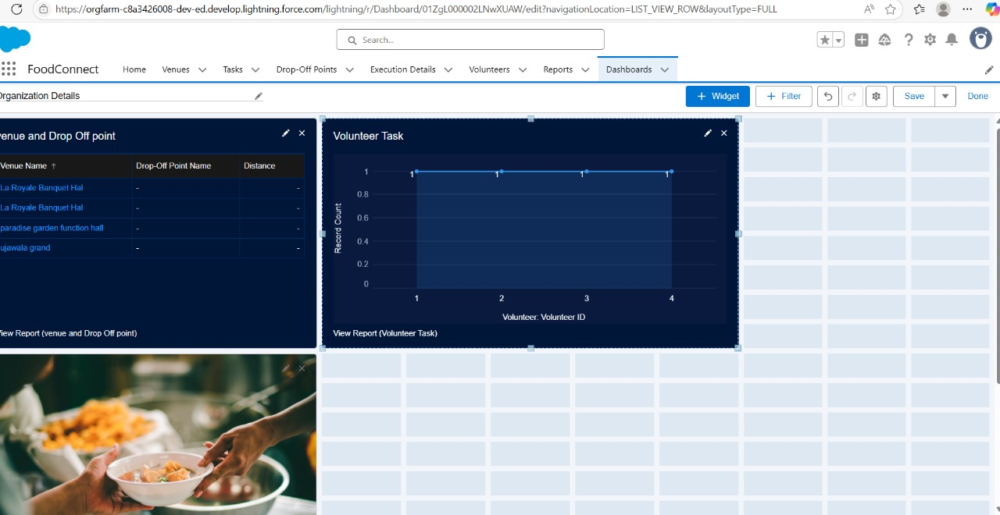 https://orgfarm-c8a3426008-dev-ed.develop.lightning.force.com/lightning/r/Dashboard/01ZgL000002LNwXUAW/edit?navigationLocation=LIST_VIEW_ROW&layoutType=FULL
Search...
FoodConnect Home Venues Tasks Drop-Off Points Execution Details Volunteers Reports Dashboards
Organization Details
+ Widget + Filter Save Done
venue and Drop Off point
Venue Name ↑ Drop-Off Point Name Distance
La Royale Banquet Hal - -
La Royale Banquet Hal - -
paradise garden function hall - -
ujawala grand - -
View Report (venue and Drop Off point)
Volunteer Task
Record Count
1
0.8
0.6
0.4
0.2
0
1 1 1 1
1 2 3 4
Volunteer: Volunteer ID
View Report (Volunteer Task)